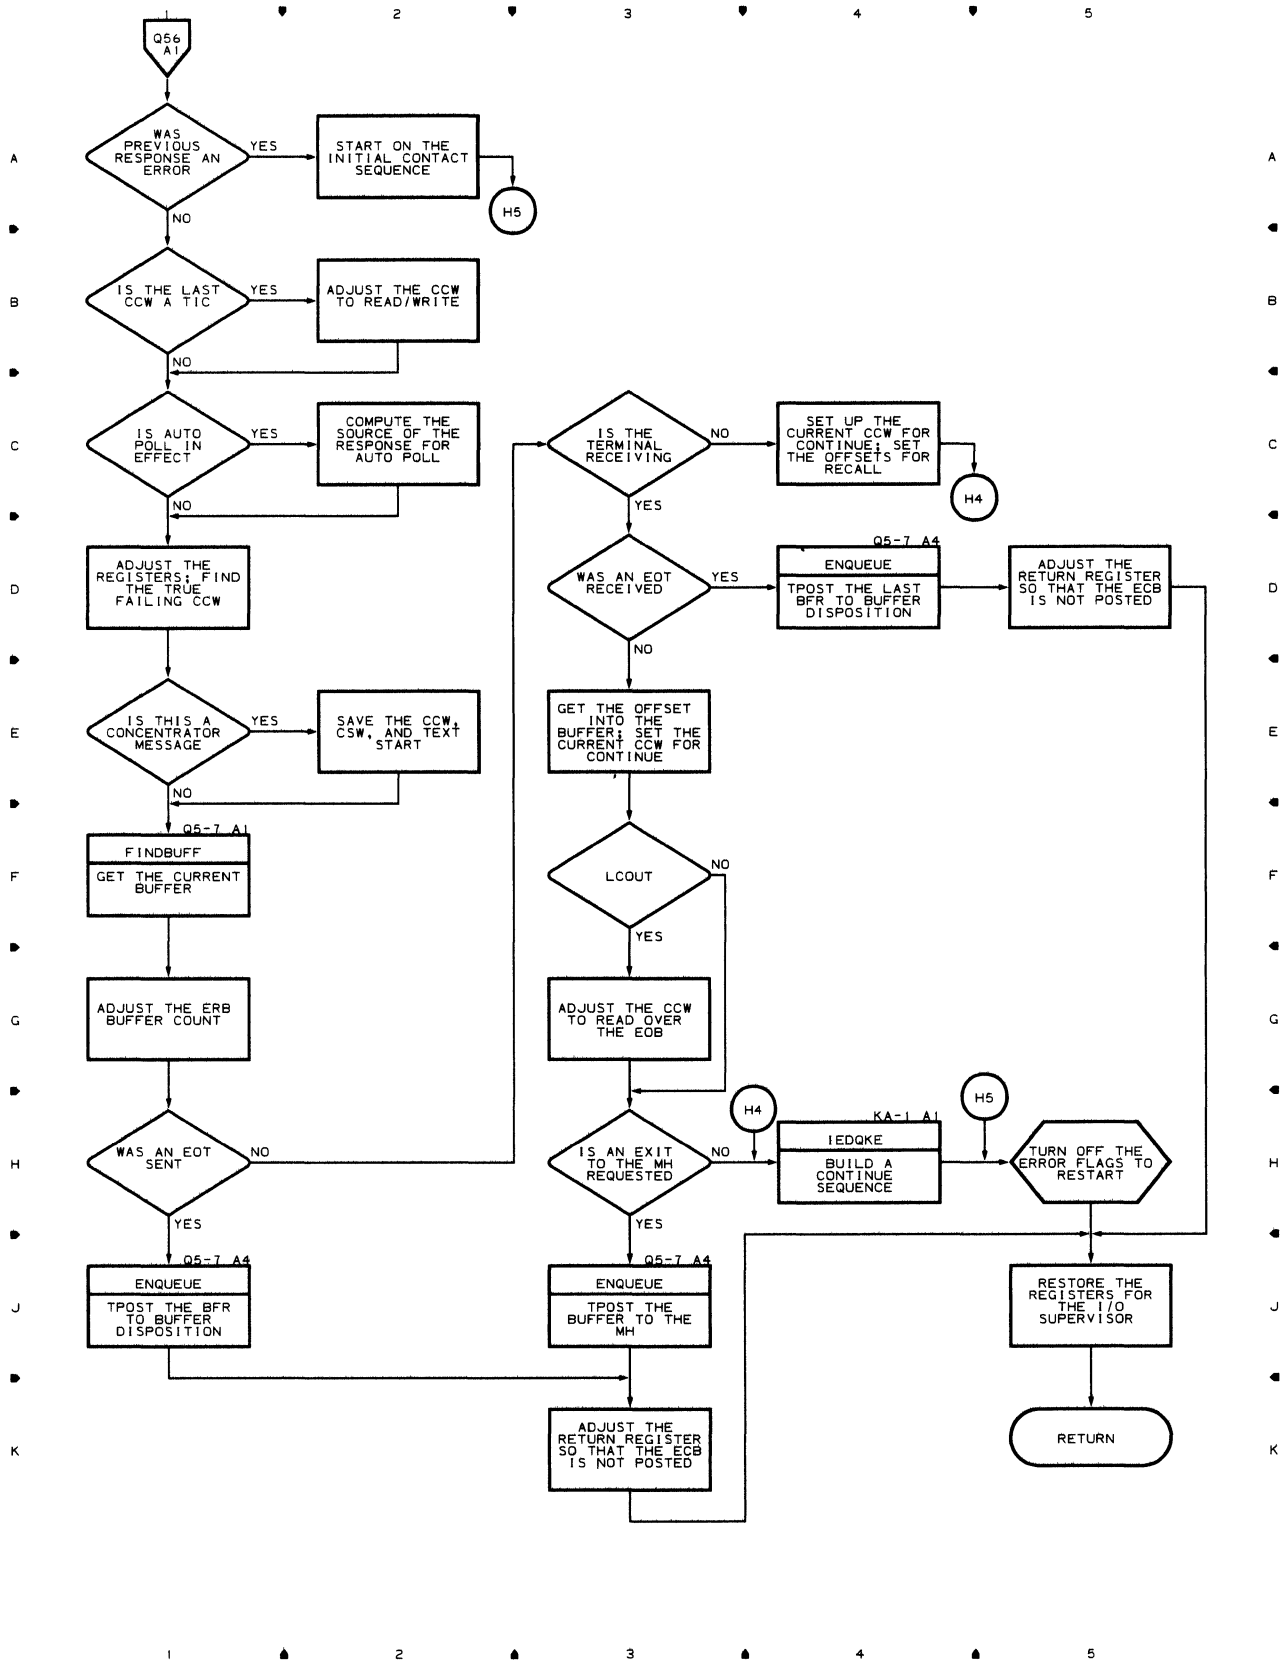 1 2 3 4 5
Q56
A1
A
WAS
PREVIOUS
RESPONSE AN
ERROR
YES
START ON THE
INITIAL CONTACT
SEQUENCE
A
H5
NO
B
IS THE LAST
CCW A TIC
YES
ADJUST THE CCW
TO READ/WRITE
B
NO
C
IS AUTO
POLL IN
EFFECT
YES
COMPUTE THE
SOURCE OF THE
RESPONSE FOR
AUTO POLL
IS THE
TERMINAL
RECEIVING
NO
SET UP THE
CURRENT CCW FOR
CONTINUE; SET
THE OFFSETS FOR
RECALL
C
H4
NO
YES
D
ADJUST THE
REGISTERS; FIND
THE TRUE
FAILING CCW
WAS AN EOT
RECEIVED
YES
Q5-7 A4
ENQUEUE
TPOST THE LAST
BFR TO BUFFER
DISPOSITION
ADJUST THE
RETURN REGISTER
SO THAT THE ECB
IS NOT POSTED
D
NO
E
IS THIS A
CONCENTRATOR
MESSAGE
YES
SAVE THE CCW,
CSW, AND TEXT
START
GET THE OFFSET
INTO THE
BUFFER; SET THE
CURRENT CCW FOR
CONTINUE
E
NO
Q5-7 A1
F
FINDBUFF
GET THE CURRENT
BUFFER
LCOUT
NO
F
YES
G
ADJUST THE ERB
BUFFER COUNT
ADJUST THE CCW
TO READ OVER
THE EOB
G
H4
H5
H
WAS AN EOT
SENT
NO
IS AN EXIT
TO THE MH
REQUESTED
NO
KA-1 A1
IEDQKE
BUILD A
CONTINUE
SEQUENCE
TURN OFF THE
ERROR FLAGS TO
RESTART
H
YES
YES
J
Q5-7 A4
ENQUEUE
TPOST THE BFR
TO BUFFER
DISPOSITION
Q5-7 A4
ENQUEUE
TPOST THE
BUFFER TO THE
MH
RESTORE THE
REGISTERS FOR
THE I/O
SUPERVISOR
J
K
ADJUST THE
RETURN REGISTER
SO THAT THE ECB
IS NOT POSTED
RETURN
K
1 2 3 4 5